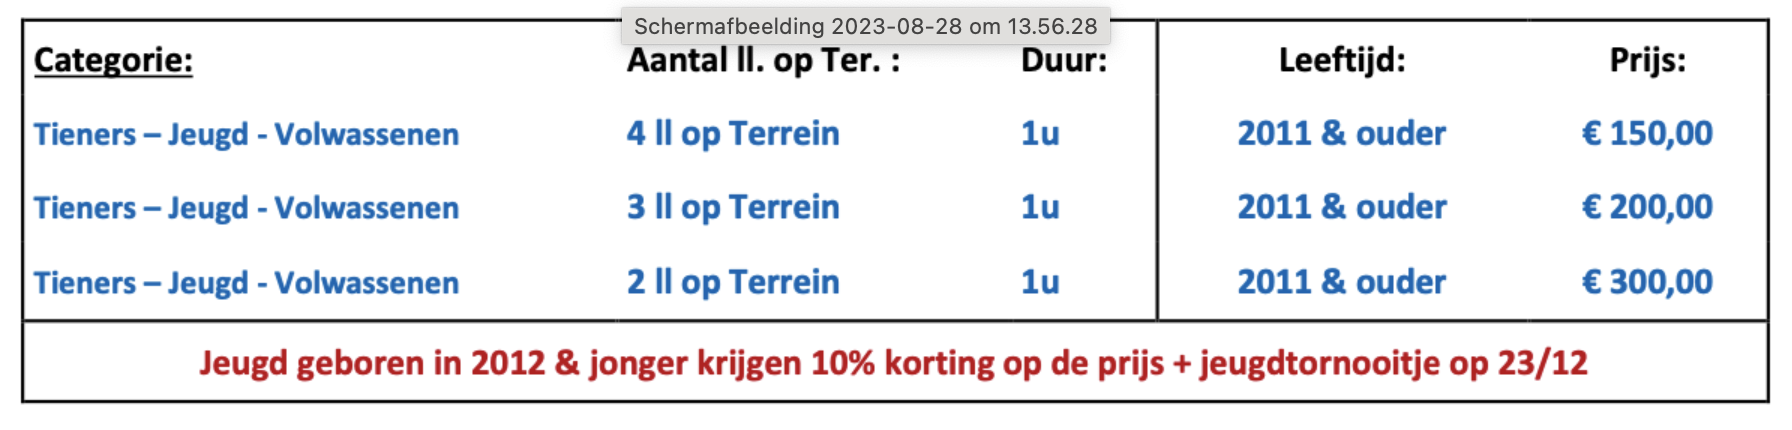 Schermafbeelding 2023-08-28 om 13.56.28
Categorie: Aantal ll. op Ter. : Duur: Leeftijd: Prijs:
Tieners – Jeugd - Volwassenen 4 ll op Terrein 1u 2011 & ouder € 150,00
Tieners – Jeugd - Volwassenen 3 ll op Terrein 1u 2011 & ouder € 200,00
Tieners – Jeugd - Volwassenen 2 ll op Terrein 1u 2011 & ouder € 300,00
Jeugd geboren in 2012 & jonger krijgen 10% korting op de prijs + jeugdtornooitje op 23/12